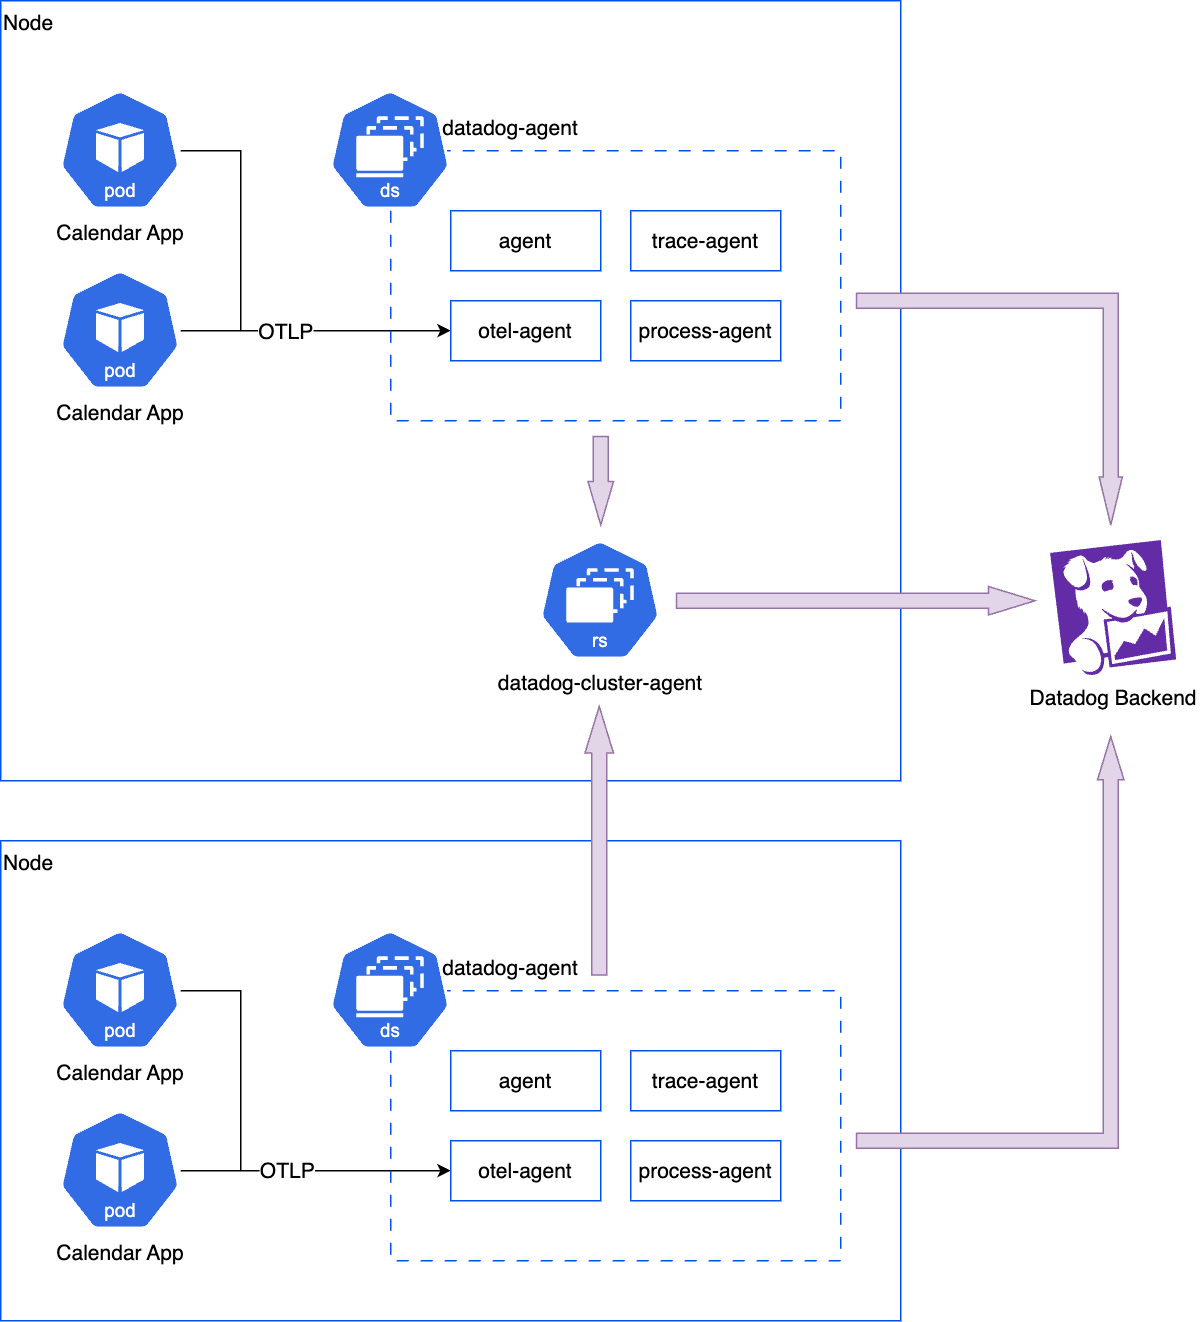 Node
datadog-agent
pod
ds
Calendar App
agent
trace-agent
pod
OTLP
otel-agent
process-agent
Calendar App
rs
datadog-cluster-agent
Datadog Backend
Node
datadog-agent
pod
ds
Calendar App
agent
trace-agent
pod
OTLP
otel-agent
process-agent
Calendar App